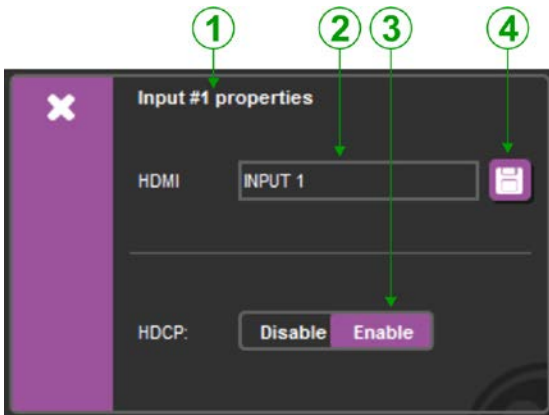 1 2 3 4
Input #1 properties
HDMI INPUT 1
HDCP: Disable Enable